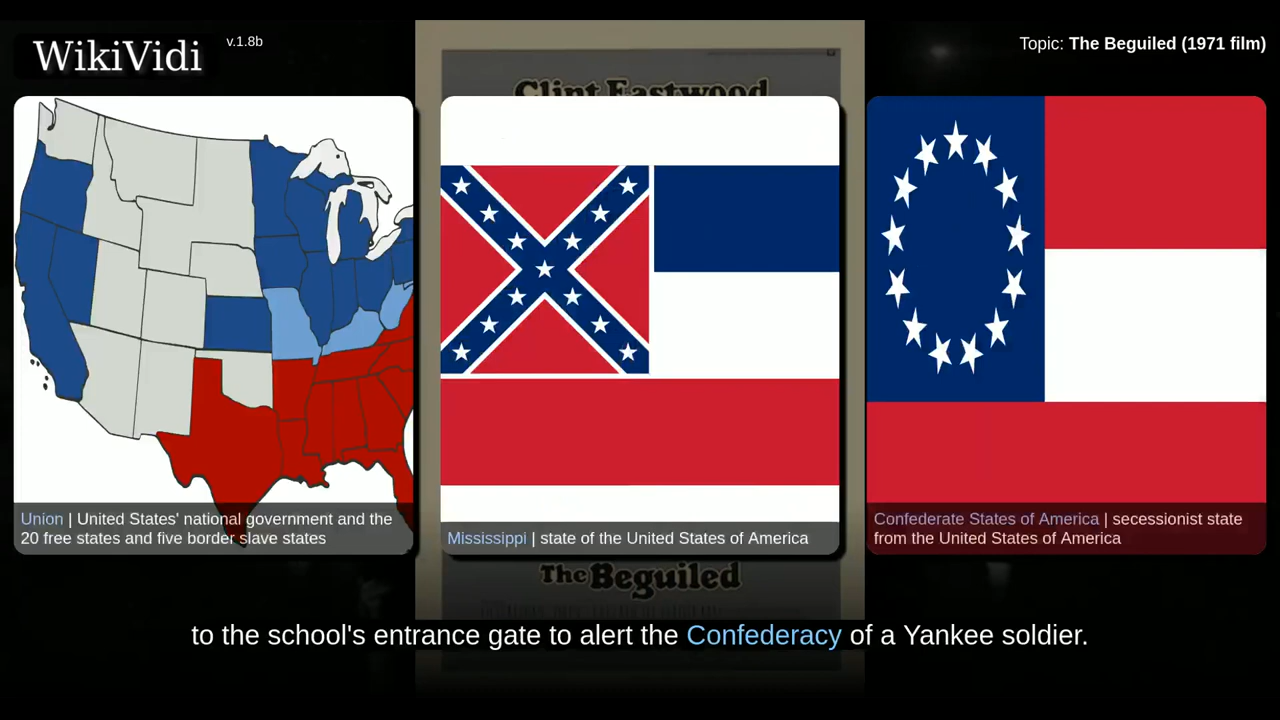 WikiVidi
v.1.8b
Topic: The Beguiled (1971 film)
Clint Eastwood
Union | United States' national government and the
20 free states and five border slave states
Mississippi | state of the United States of America
Confederate States of America | secessionist state
from the United States of America
The Beguiled
to the school's entrance gate to alert the Confederacy of a Yankee soldier.